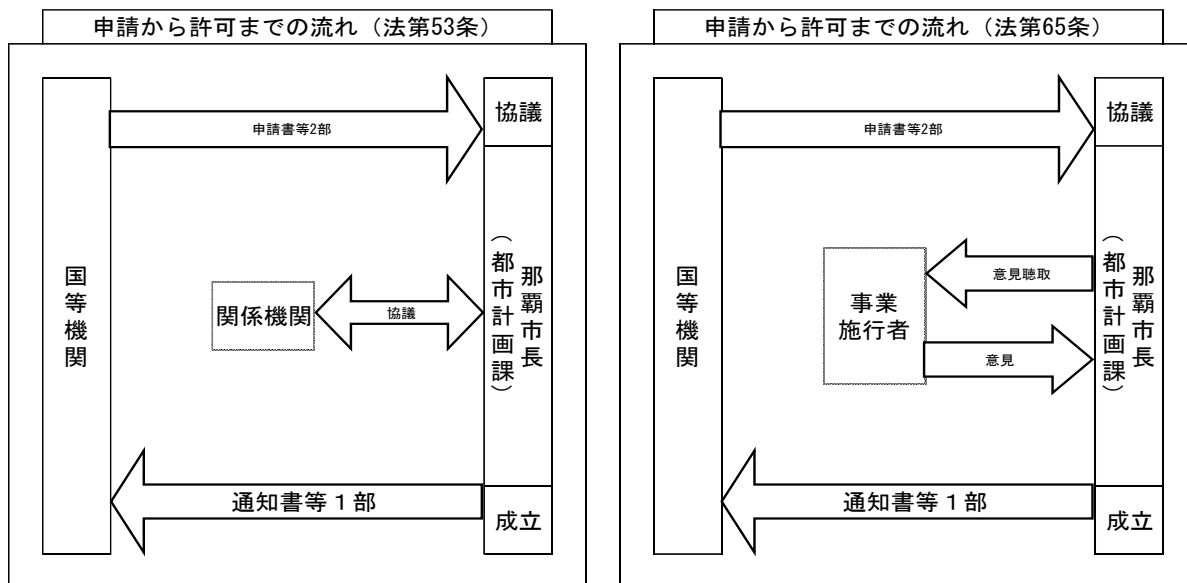 申請から許可までの流れ（法第53条）
国等機関
申請書等2部
協議
関係機関
協議
那覇市長
（都市計画課）
通知書等１部
成立
申請から許可までの流れ（法第65条）
国等機関
申請書等2部
協議
事業
施行者
意見聴取
意見
那覇市長
（都市計画課）
通知書等１部
成立